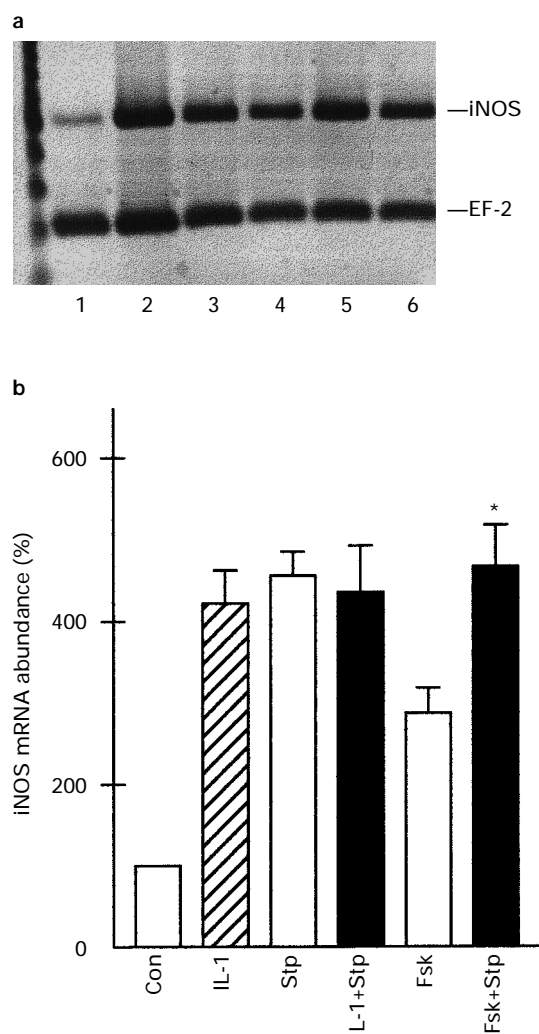 a
iNOS
EF-2
1 2 3 4 5 6
b
iNOS mRNA abundance (%)
600
400
200
0
*
Con
IL-1
Stp
L-1+Stp
Fsk
Fsk+Stp